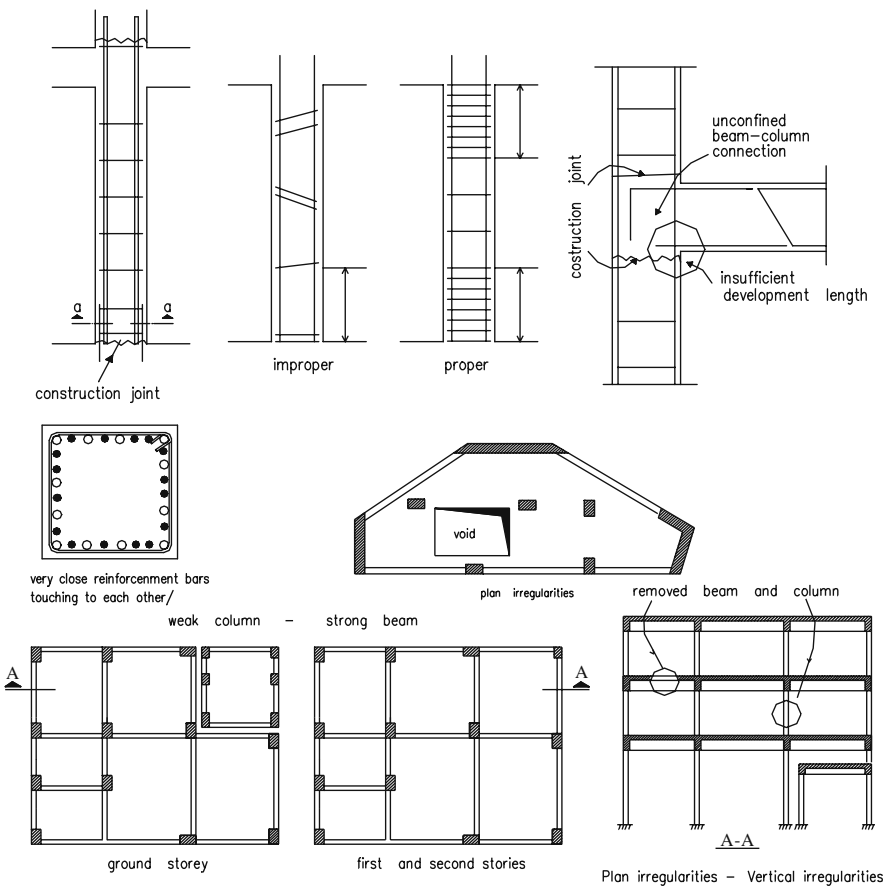 a a
construction joint
improper
proper
costruction joint
unconfined
beam-column
connection
insufficient
development length
very close reinforcenment bars
touching to each other/
void
plan irregularities
weak column - strong beam
removed beam and column
A
A
ground storey
first and second stories
A-A
Plan irregularities - Vertical irregularities